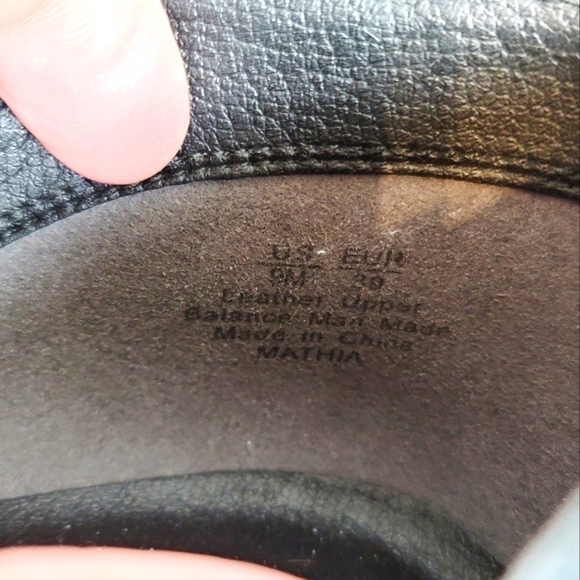 US EUR
9M 39
Leather Upper
Balance Man Made
Made in China
MATHIA